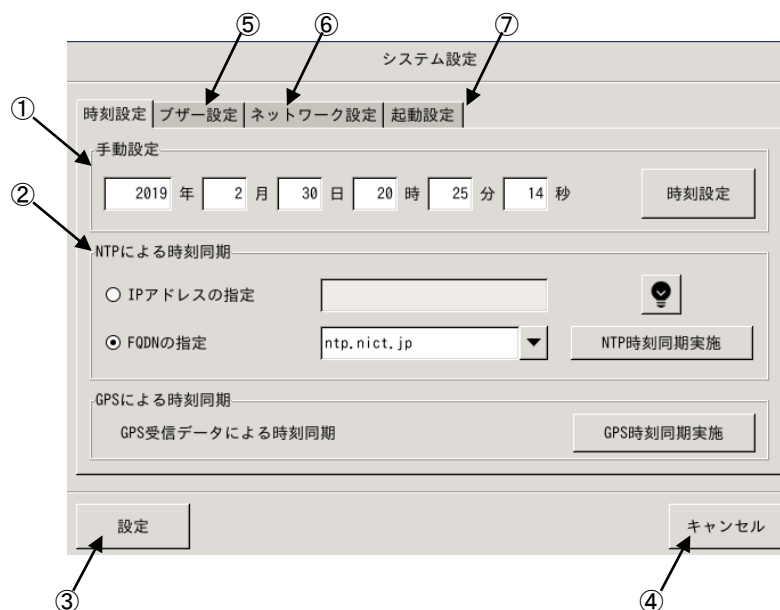 ⑤ ⑥ ⑦
システム設定
時刻設定 ブザー設定 ネットワーク設定 起動設定
①
手動設定
2019 年 2 月 30 日 20 時 25 分 14 秒 時刻設定
②
NTPによる時刻同期
IPアドレスの指定
FQDNの指定 ntp.nict.jp NTP時刻同期実施
GPSによる時刻同期
GPS受信データによる時刻同期 GPS時刻同期実施
設定 キャンセル
③ ④